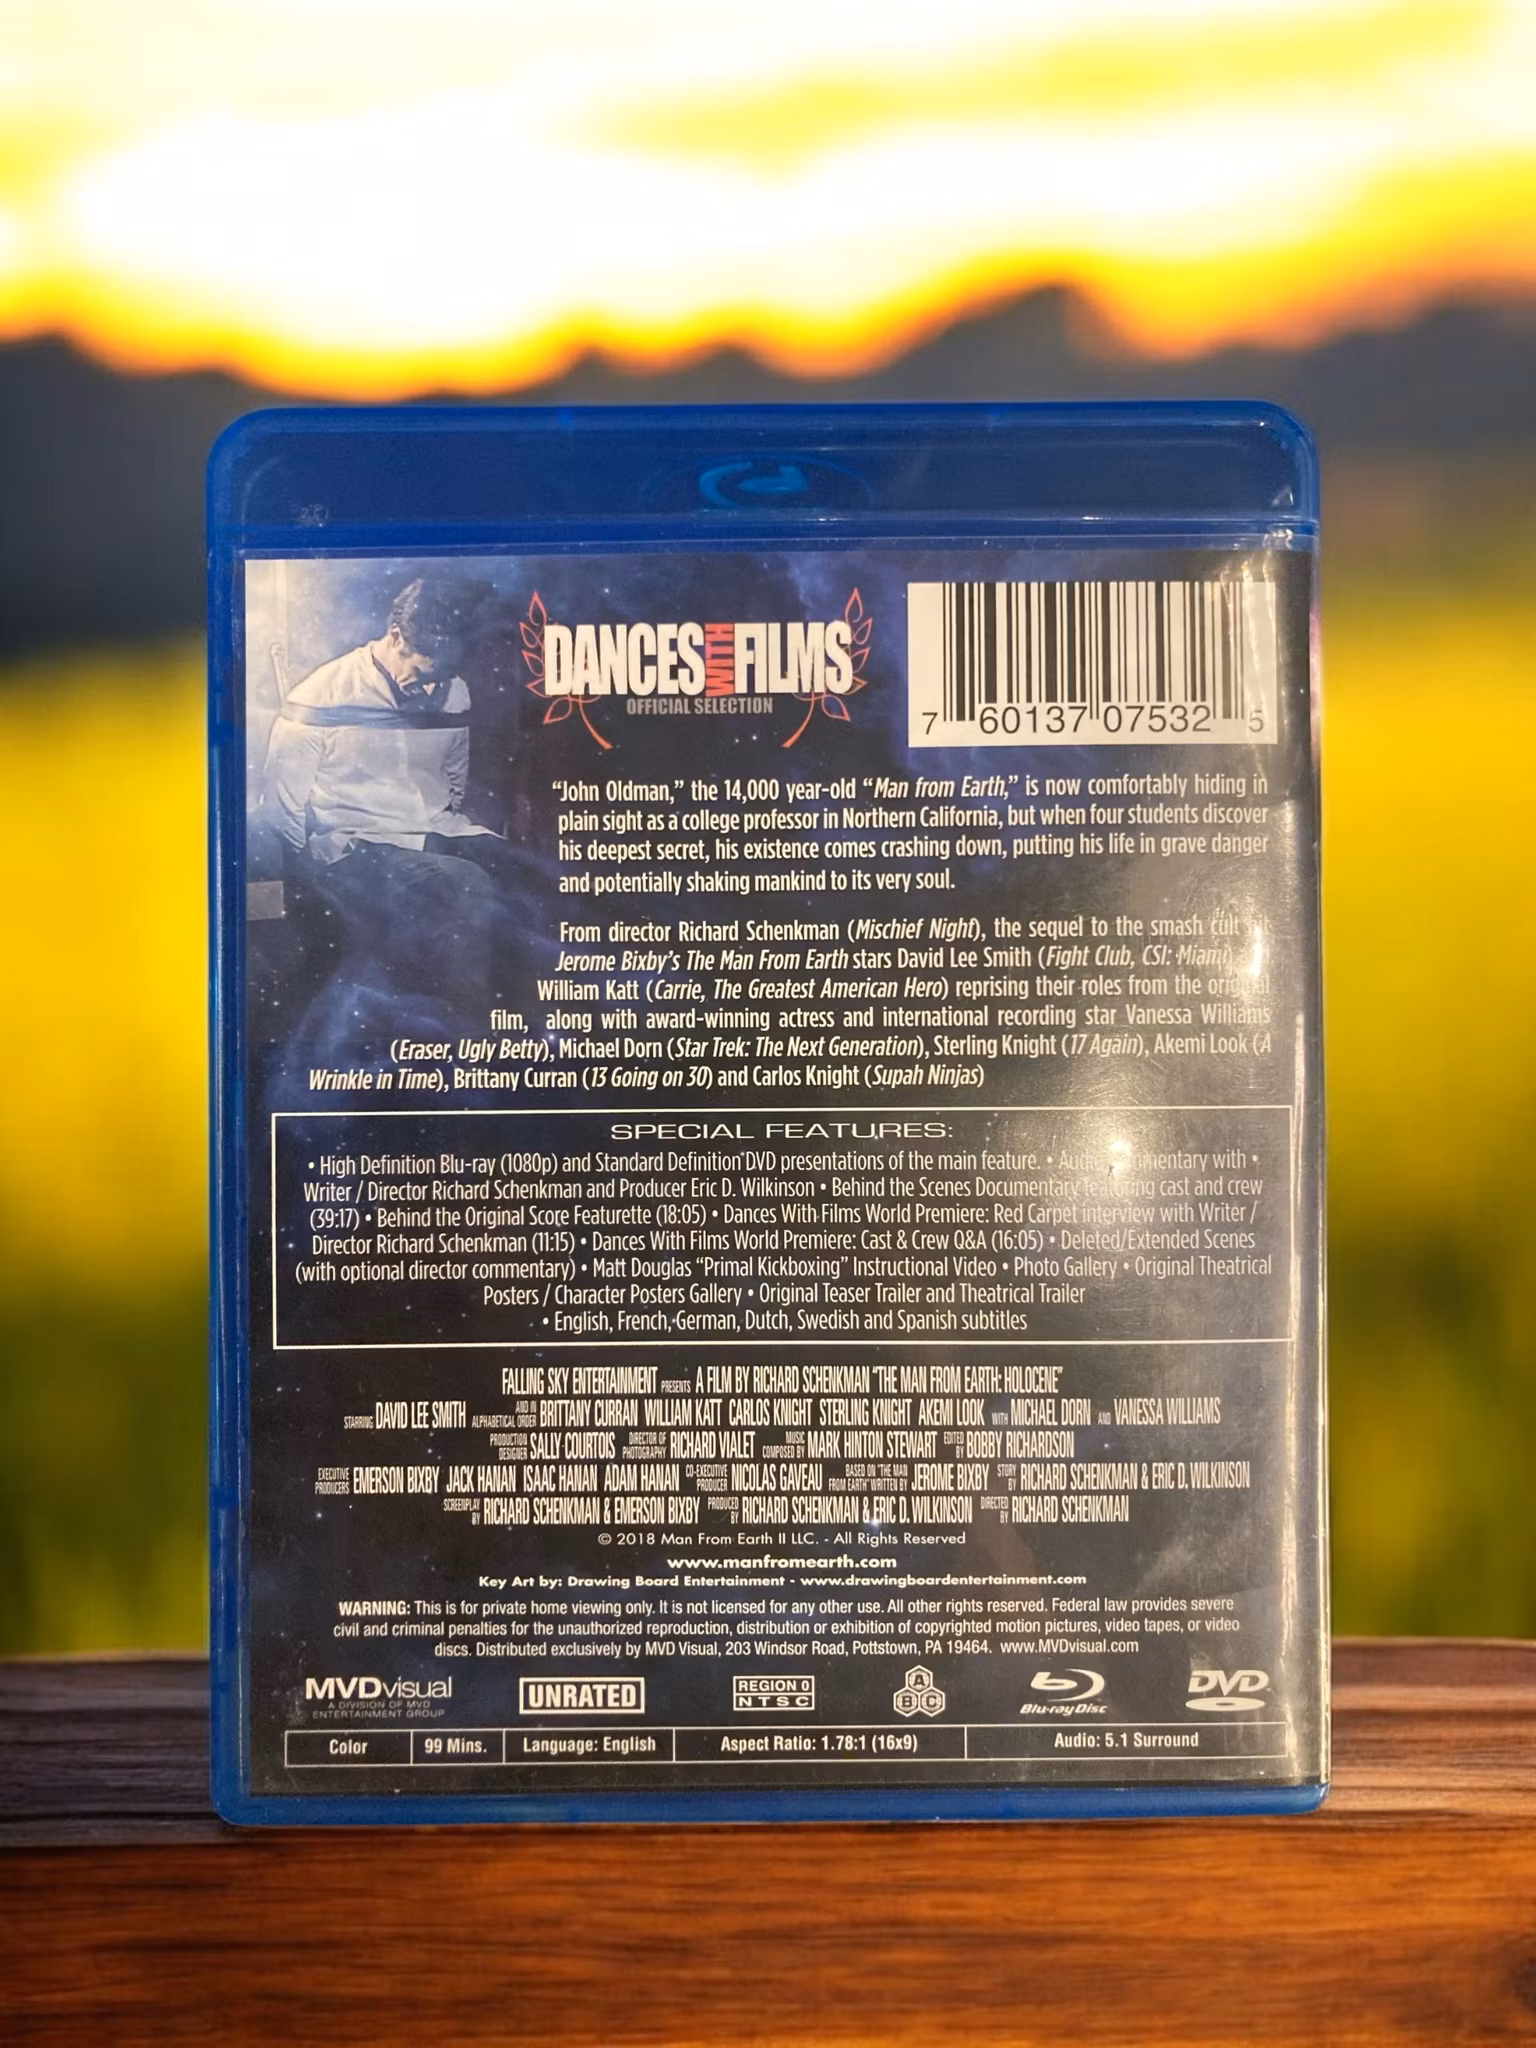 DANCES WITH FILMS
OFFICIAL SELECTION
7 60137 07532 5
“John Oldman,” the 14,000 year-old “Man from Earth,” is now comfortably hiding in
plain sight as a college professor in Northern California, but when four students discover
his deepest secret, his existence comes crashing down, putting his life in grave danger
and potentially shaking mankind to its very soul.
From director Richard Schenkman (Mischief Night), the sequel to the smash cult hit
Jerome Bixby's The Man From Earth stars David Lee Smith (Fight Club, CSI: Miami)
William Katt (Carrie, The Greatest American Hero) reprising their roles from the original
film, along with award-winning actress and international recording star Vanessa Williams
(Eraser, Ugly Betty), Michael Dorn (Star Trek: The Next Generation), Sterling Knight (17 Again), Akemi Look (A
Wrinkle in Time), Brittany Curran (13 Going on 30) and Carlos Knight (Supah Ninjas)
SPECIAL FEATURES:
• High Definition Blu-ray (1080p) and Standard Definition DVD presentations of the main feature. • Audio Commentary with •
Writer / Director Richard Schenkman and Producer Eric D. Wilkinson • Behind the Scenes Documentary featuring cast and crew
(39:17) • Behind the Original Score Featurette (18:05) • Dances With Films World Premiere: Red Carpet interview with Writer /
Director Richard Schenkman (11:15) • Dances With Films World Premiere: Cast & Crew Q&A (16:05) • Deleted/Extended Scenes
(with optional director commentary) • Matt Douglas “Primal Kickboxing” Instructional Video • Photo Gallery • Original Theatrical
Posters / Character Posters Gallery • Original Teaser Trailer and Theatrical Trailer
• English, French, German, Dutch, Swedish and Spanish subtitles
FALLING SKY ENTERTAINMENT PRESENTS A FILM BY RICHARD SCHENKMAN “THE MAN FROM EARTH: HOLOCENE”
STARRING DAVID LEE SMITH AND IN ALPHABETICAL ORDER BRITTANY CURRAN WILLIAM KATT CARLOS KNIGHT STERLING KNIGHT AKEMI LOOK WITH MICHAEL DORN AND VANESSA WILLIAMS
PRODUCTION DESIGNER SALLY COURTOIS DIRECTOR OF PHOTOGRAPHY RICHARD VIALET MUSIC COMPOSED BY MARK HINTON STEWART EDITED BY BOBBY RICHARDSON
EXECUTIVE PRODUCERS EMERSON BIXBY JACK HANAN ISAAC HANAN ADAM HANAN CO-EXECUTIVE PRODUCER NICOLAS GAVEAU BASED ON "THE MAN FROM EARTH" WRITTEN BY JEROME BIXBY STORY BY RICHARD SCHENKMAN & ERIC D. WILKINSON
SCREENPLAY BY RICHARD SCHENKMAN & EMERSON BIXBY PRODUCED BY RICHARD SCHENKMAN & ERIC D. WILKINSON DIRECTED BY RICHARD SCHENKMAN
© 2018 Man From Earth II LLC. - All Rights Reserved
www.manfromearth.com
Key Art by: Drawing Board Entertainment - www.drawingboardentertainment.com
WARNING: This is for private home viewing only. It is not licensed for any other use. All other rights reserved. Federal law provides severe
civil and criminal penalties for the unauthorized reproduction, distribution or exhibition of copyrighted motion pictures, video tapes, or video
discs. Distributed exclusively by MVD Visual, 203 Windsor Road, Pottstown, PA 19464. www.MVDvisual.com
MVDvisual
A DIVISION OF MVD
ENTERTAINMENT GROUP
UNRATED
REGION 0
NTSC
A B C
Blu-ray Disc
DVD
Color
99 Mins.
Language: English
Aspect Ratio: 1.78:1 (16x9)
Audio: 5.1 Surround